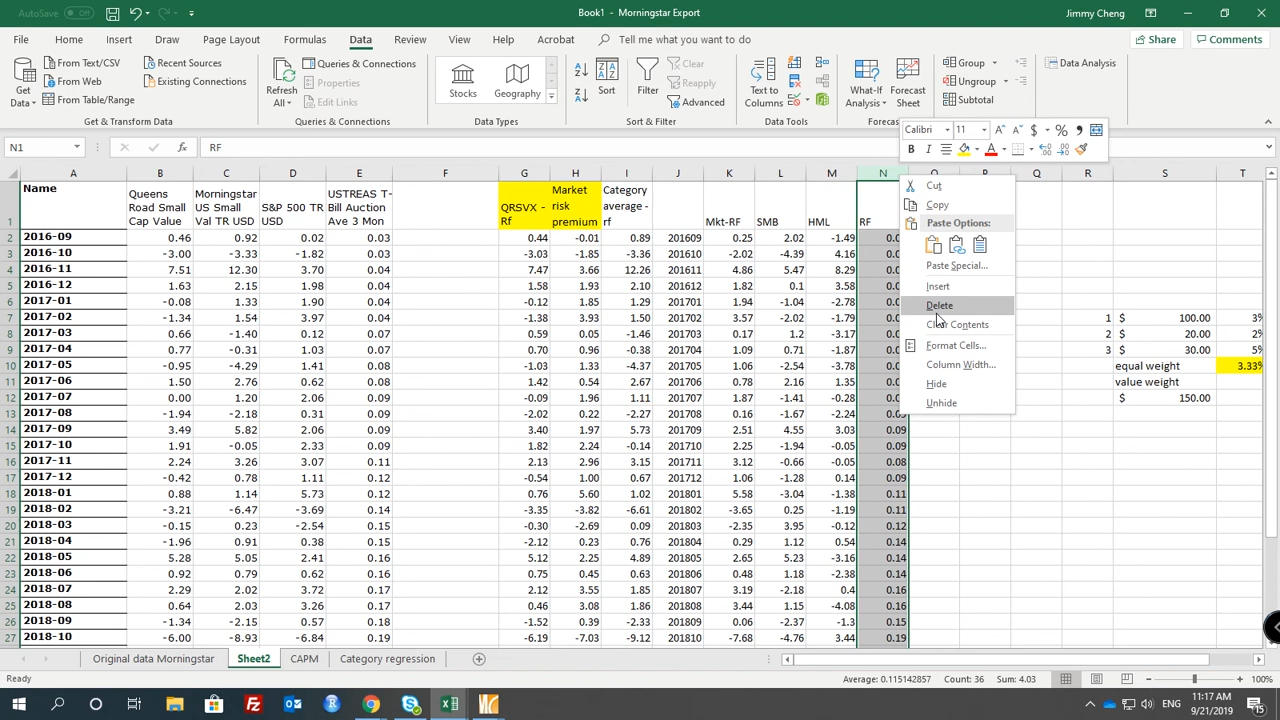 AutoSave Off
Book1 - Morningstar Export
Jimmy Cheng
File Home Insert Draw Page Layout Formulas Data Review View Help Acrobat Tell me what you want to do Share Comments
Get Data
From Text/CSV
From Web
From Table/Range
Recent Sources
Existing Connections
Get & Transform Data
Refresh All
Queries & Connections
Properties
Edit Links
Queries & Connections
Stocks Geography
Data Types
Sort
Filter
Clear
Reapply
Advanced
Sort & Filter
Text to Columns
Data Tools
What-If Analysis
Forecast Sheet
Group
Ungroup
Subtotal
Data Analysis
Calibri 11 $ % ,
B I A
N1 fx RF
A B C D E F G H I J K L M N O P Q R S T
1 Name Queens Road Small Cap Value Morningstar US Small Val TR USD S&P 500 TR USD USTREAS T-Bill Auction Ave 3 Mon QRSVX - Rf Market risk premium Category average - rf Mkt-RF SMB HML RF
2 2016-09 0.46 0.92 0.02 0.03 0.44 -0.01 0.89 201609 0.25 2.02 -1.49
3 2016-10 -3.00 -3.33 -1.82 0.03 -3.03 -1.85 -3.36 201610 -2.02 -4.39 4.16
4 2016-11 7.51 12.30 3.70 0.04 7.47 3.66 12.26 201611 4.86 5.47 8.29
5 2016-12 1.63 2.15 1.98 0.04 1.58 1.93 2.10 201612 1.82 0.1 3.58
6 2017-01 -0.08 1.33 1.90 0.04 -0.12 1.85 1.29 201701 1.94 -1.04 -2.78
7 2017-02 -1.34 1.54 3.97 0.04 -1.38 3.93 1.50 201702 3.57 -2.02 -1.79 1 $ 100.00 3%
8 2017-03 0.66 -1.40 0.12 0.07 0.59 0.05 -1.46 201703 0.17 1.2 -3.17 2 $ 20.00 2%
9 2017-04 0.77 -0.31 1.03 0.07 0.70 0.96 -0.38 201704 1.09 0.71 -1.87 3 $ 30.00 5%
10 2017-05 -0.95 -4.29 1.41 0.08 -1.03 1.33 -4.37 201705 1.06 -2.54 -3.78 equal weight 3.33%
11 2017-06 1.50 2.76 0.62 0.08 1.42 0.54 2.67 201706 0.78 2.16 1.35 value weight
12 2017-07 0.00 1.20 2.06 0.09 -0.09 1.96 1.11 201707 1.87 -1.41 -0.28 $ 150.00
13 2017-08 -1.94 -2.18 0.31 0.08 -2.02 0.22 -2.27 201708 0.16 -1.67 -2.24 0.09
14 2017-09 3.49 5.82 2.06 0.09 3.40 1.97 5.73 201709 2.51 4.55 3.03 0.09
15 2017-10 1.91 -0.05 2.33 0.09 1.82 2.24 -0.14 201710 2.25 -1.94 -0.05 0.09
16 2017-11 2.24 3.26 3.07 0.11 2.13 2.96 3.15 201711 3.12 -0.66 -0.05 0.08
17 2017-12 -0.42 0.78 1.11 0.11 -0.54 1.00 0.67 201712 1.06 -1.28 0.14 0.09
18 2018-01 0.88 1.14 5.73 0.12 0.76 5.60 1.02 201801 5.58 -3.04 -1.38 0.11
19 2018-02 -3.21 -6.47 -3.69 0.14 -3.35 -3.82 -6.61 201802 -3.65 0.25 -1.19 0.11
20 2018-03 -0.15 0.23 -2.54 0.15 -0.30 -2.69 0.09 201803 -2.35 3.95 -0.12 0.12
21 2018-04 -1.96 0.91 0.38 0.15 -2.12 0.23 0.76 201804 0.29 1.12 0.54 0.14
22 2018-05 5.28 5.05 2.41 0.16 5.12 2.25 4.89 201805 2.65 5.23 -3.16 0.14
23 2018-06 0.92 0.79 0.62 0.16 0.75 0.45 0.63 201806 0.48 1.18 -2.38 0.14
24 2018-07 2.29 2.02 3.72 0.17 2.12 3.55 1.85 201807 3.19 -2.18 0.4 0.16
25 2018-08 0.64 2.03 3.26 0.17 0.46 3.08 1.86 201808 3.44 1.15 -4.08 0.16
26 2018-09 -1.34 -2.15 0.57 0.18 -1.52 0.39 -2.33 201809 0.06 -2.37 -1.3 0.15
27 2018-10 -6.00 -8.93 -6.84 0.19 -6.19 -7.03 -9.12 201810 -7.68 -4.76 3.44 0.19
Cut
Copy
Paste Options:
Paste Special...
Insert
Delete
Clear Contents
Format Cells...
Column Width...
Hide
Unhide
Original data Morningstar Sheet2 CAPM Category regression
Ready Average: 0.115142857 Count: 36 Sum: 4.03 100%
ENG 11:17 AM
9/21/2019 15